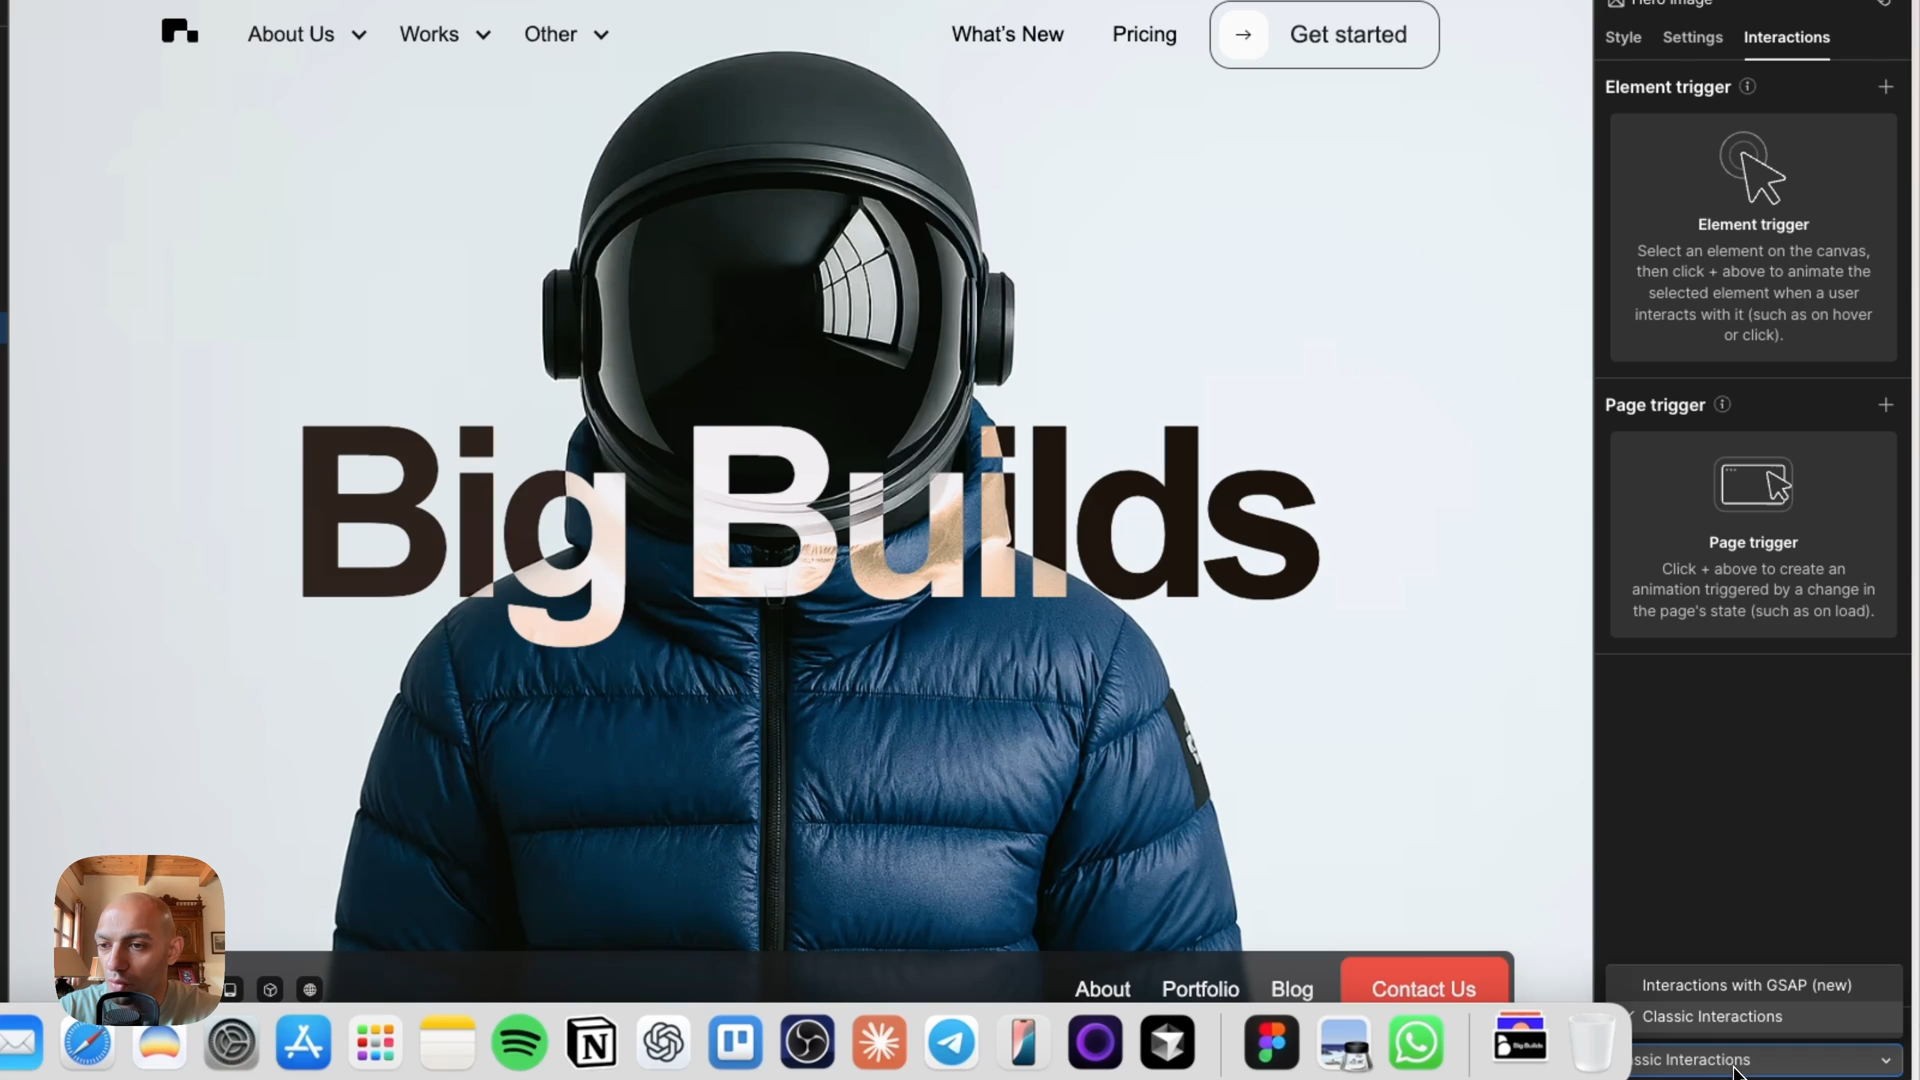 Hero Image
About Us
Works
Other
What's New
Pricing
→
Get started
Style
Settings
Interactions
Element trigger
Element trigger
Select an element on the canvas,
then click + above to animate the
selected element when a user
interacts with it (such as on hover
or click).
Page trigger
Page trigger
Click + above to create an
animation triggered by a change in
the page's state (such as on load).
Big Builds
About
Portfolio
Blog
Contact Us
Interactions with GSAP (new)
Classic Interactions
ssic Interactions
Big Builds